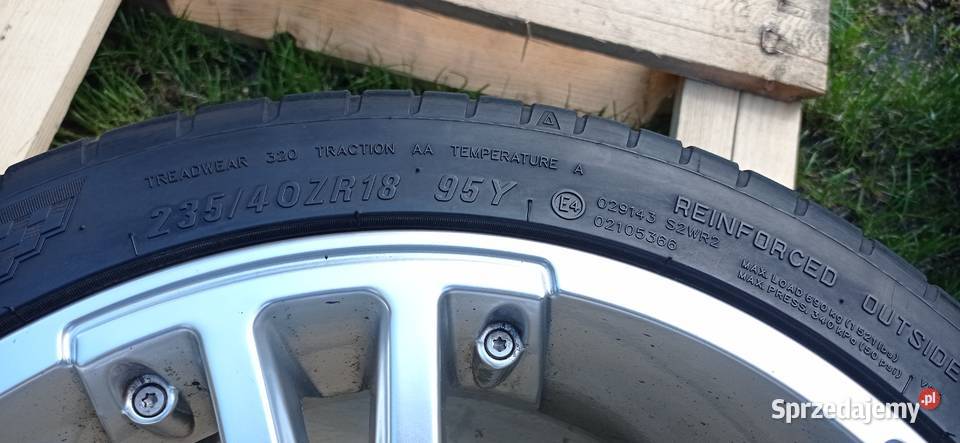 TREADWEAR 320 TRACTION AA TEMPERATURE A
235/40ZR18 95Y
E4 029143 S2WR2
02105366
REINFORCED OUTSIDE
MAX. LOAD 690 kg (1521 lbs)
MAX. PRESS. 340 kPa (50 psi)
Sprzedajemy.pl